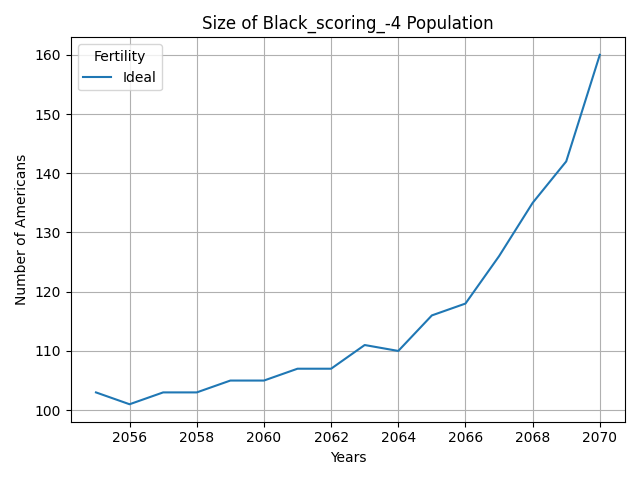 Size of Black_scoring_-4 Population
Fertility
Ideal
Number of Americans
160
150
140
130
120
110
100
2056 2058 2060 2062 2064 2066 2068 2070
Years